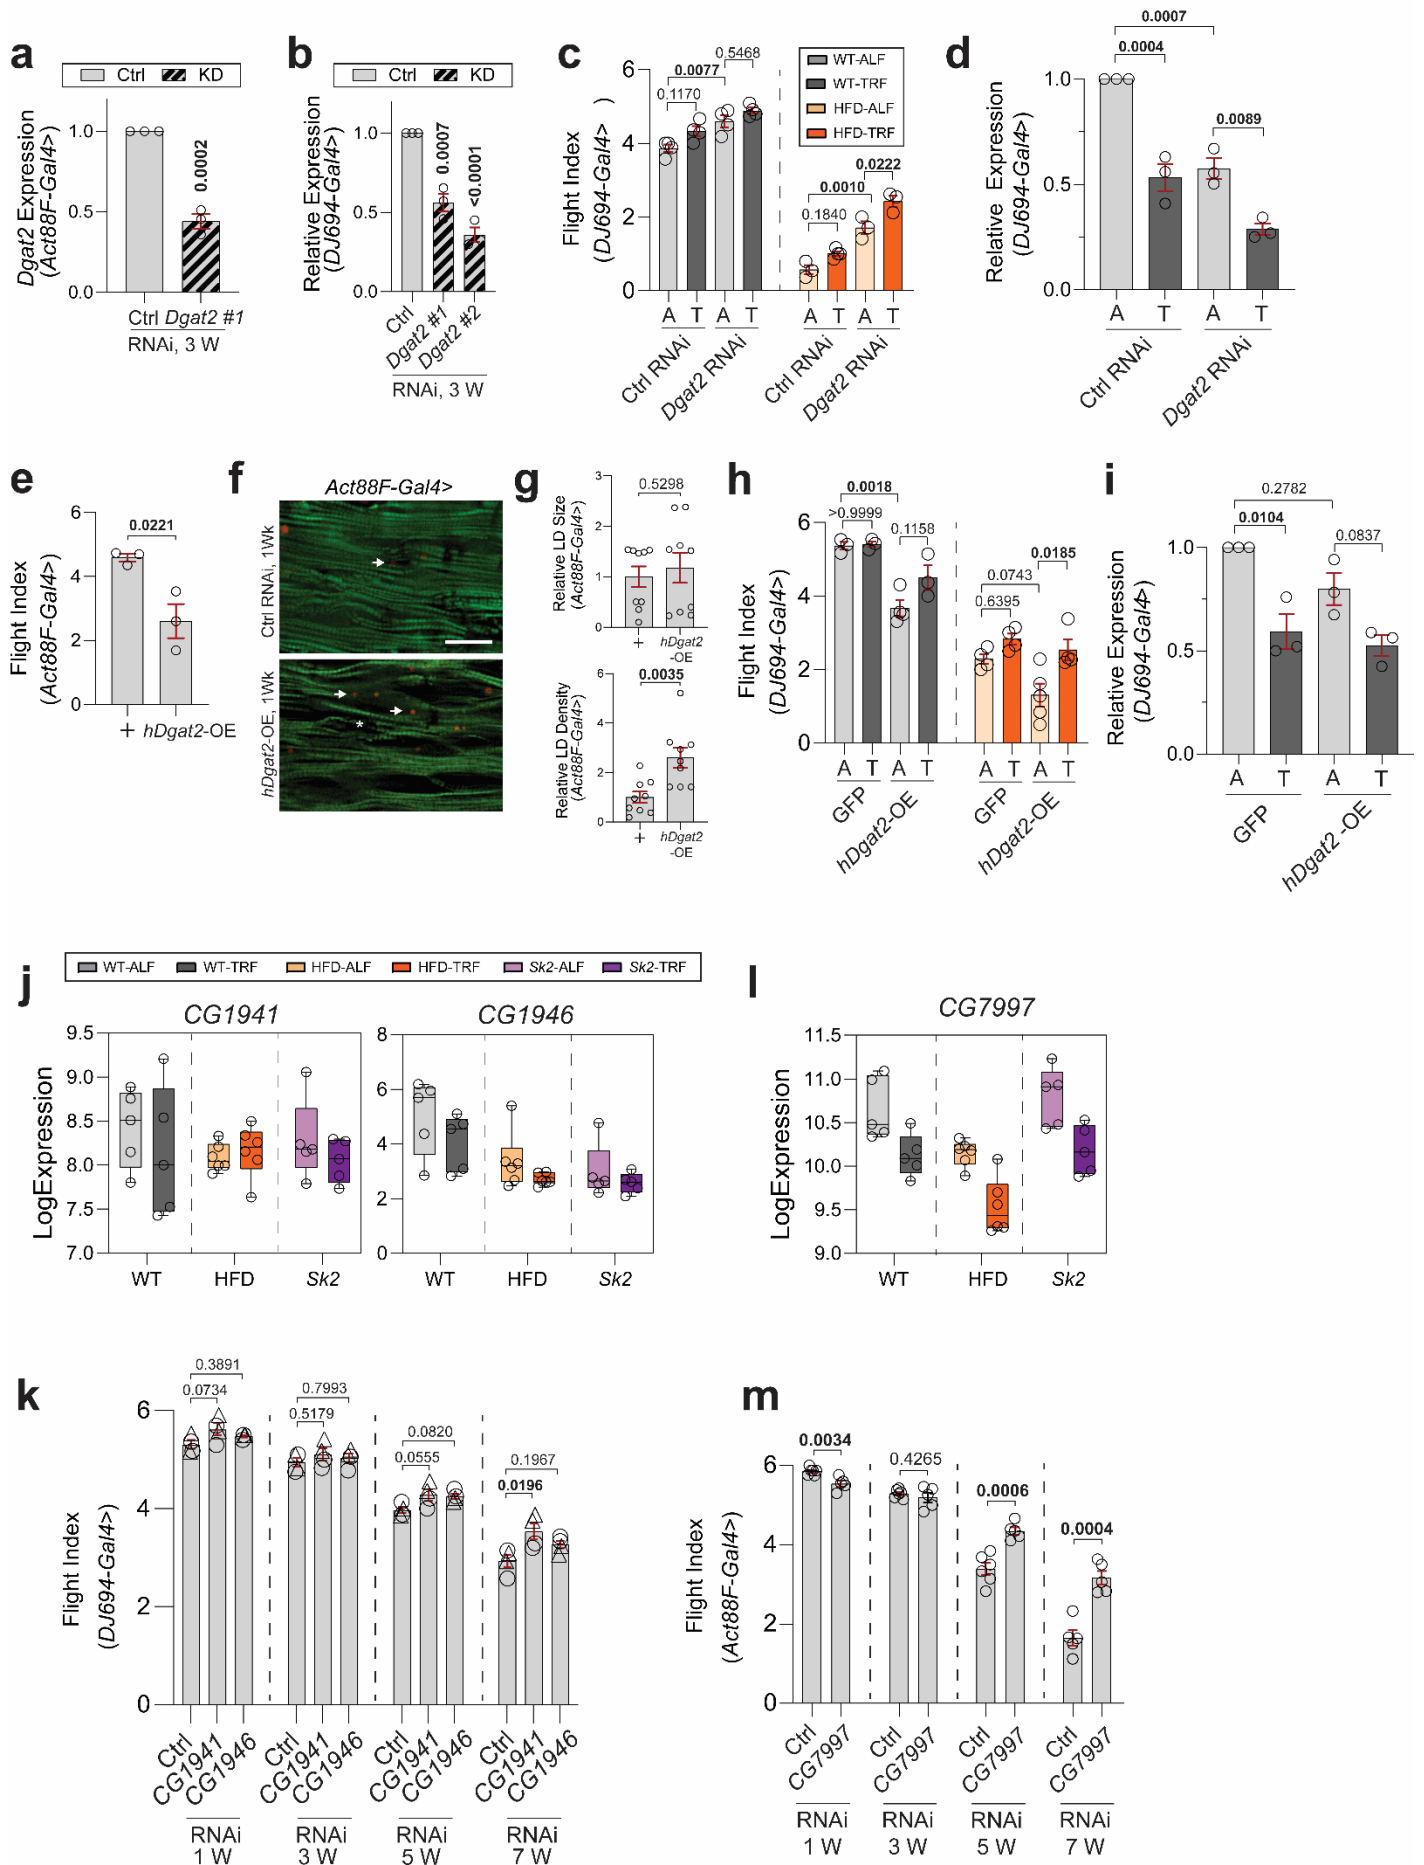 a
Ctrl KD
Dgat2 Expression
(Act88F-Gal4>)
1.0
0.5
0.0
0.0002
Ctrl Dgat2 #1
RNAi, 3 W
b
Ctrl KD
Relative Expression
(DJ694-Gal4>)
1.0
0.5
0.0
0.0007
<0.0001
Ctrl
Dgat2 #1
Dgat2 #2
RNAi, 3 W
c
Flight Index
(DJ694-Gal4>)
6
4
2
0
0.0077
0.5468
0.1170
WT-ALF
WT-TRF
HFD-ALF
HFD-TRF
0.0222
0.0010
0.1840
A T A T A T A T
Ctrl RNAi
Dgat2 RNAi
Ctrl RNAi
Dgat2 RNAi
d
Relative Expression
(DJ694-Gal4>)
1.0
0.5
0.0
0.0007
0.0004
0.0089
A T A T
Ctrl RNAi
Dgat2 RNAi
e
Flight Index
(Act88F-Gal4>)
6
4
2
0
0.0221
+ hDgat2-OE
f
Act88F-Gal4>
Ctrl RNAi, 1Wk
hDgat2-OE, 1Wk
*
g
Relative LD Size
(Act88F-Gal4>)
3
2
1
0
0.5298
+ hDgat2
-OE
Relative LD Density
(Act88F-Gal4>)
6
4
2
0
0.0035
+ hDgat2
-OE
h
Flight Index
(DJ694-Gal4>)
6
4
2
0
0.0018
>0.9999
0.1158
0.0185
0.0743
0.6395
A T A T A T A T
GFP
hDgat2-OE
GFP
hDgat2-OE
i
Relative Expression
(DJ694-Gal4>)
1.0
0.5
0.0
0.2782
0.0104
0.0837
A T A T
GFP
hDgat2 -OE
j
WT-ALF WT-TRF HFD-ALF HFD-TRF Sk2-ALF Sk2-TRF
CG1941
LogExpression
9.5
9.0
8.5
8.0
7.5
7.0
WT HFD Sk2
CG1946
8
6
4
2
0
WT HFD Sk2
l
CG7997
LogExpression
11.5
11.0
10.5
10.0
9.5
9.0
WT HFD Sk2
k
Flight Index
(DJ694-Gal4>)
6
4
2
0
0.3891
0.0734
0.7993
0.5179
0.0820
0.0555
0.1967
0.0196
Ctrl
CG1941
CG1946
Ctrl
CG1941
CG1946
Ctrl
CG1941
CG1946
Ctrl
CG1941
CG1946
RNAi RNAi RNAi RNAi
1 W 3 W 5 W 7 W
m
Flight Index
(Act88F-Gal4>)
6
4
2
0
0.0034
0.4265
0.0006
0.0004
Ctrl
CG7997
Ctrl
CG7997
Ctrl
CG7997
Ctrl
CG7997
RNAi RNAi RNAi RNAi
1 W 3 W 5 W 7 W